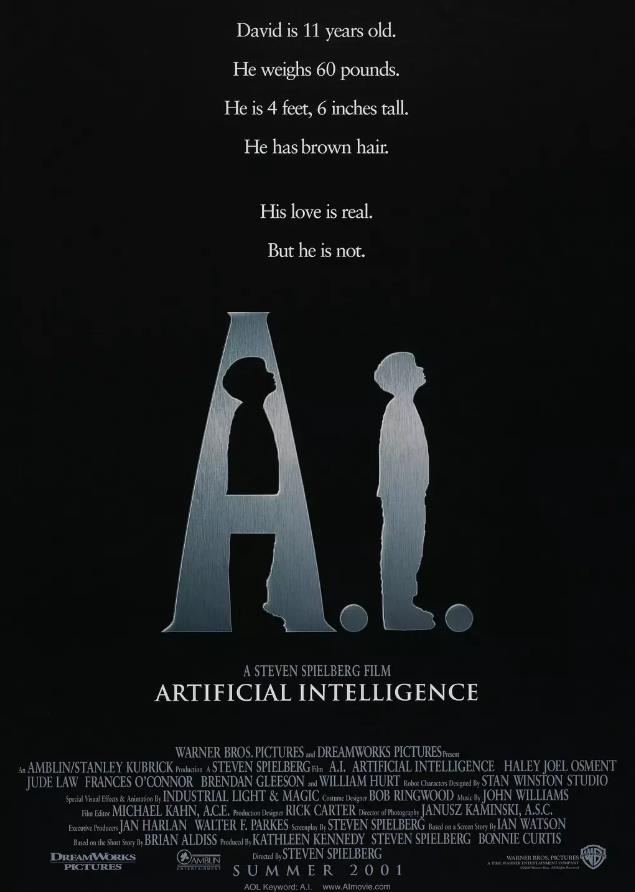 David is 11 years old.
He weighs 60 pounds.
He is 4 feet, 6 inches tall.
He has brown hair.
His love is real.
But he is not.
A.I.
A STEVEN SPIELBERG FILM
ARTIFICIAL INTELLIGENCE
WARNER BROS. PICTURES and DREAMWORKS PICTURES Present
An AMBLIN/STANLEY KUBRICK Production A STEVEN SPIELBERG Film A.I. ARTIFICIAL INTELLIGENCE HALEY JOEL OSMENT
JUDE LAW FRANCES O'CONNOR BRENDAN GLEESON and WILLIAM HURT Robot Characters Designed By STAN WINSTON STUDIO
Special Visual Effects & Animation By INDUSTRIAL LIGHT & MAGIC Costume Designer BOB RINGWOOD Music By JOHN WILLIAMS
Film Editor MICHAEL KAHN, A.C.E. Production Designer RICK CARTER Director of Photography JANUSZ KAMINSKI, A.S.C.
Executive Producers JAN HARLAN WALTER F. PARKES Screenplay By STEVEN SPIELBERG Based on a Screen Story By IAN WATSON
Based on the Short Story By BRIAN ALDISS Produced By KATHLEEN KENNEDY STEVEN SPIELBERG BONNIE CURTIS
Directed By STEVEN SPIELBERG
DREAMWORKS PICTURES
AMBLIN ENTERTAINMENT
SUMMER 2001
WARNER BROS. PICTURES
A TIME WARNER ENTERTAINMENT COMPANY
WB
AOL Keyword: A.I. www.AImovie.com